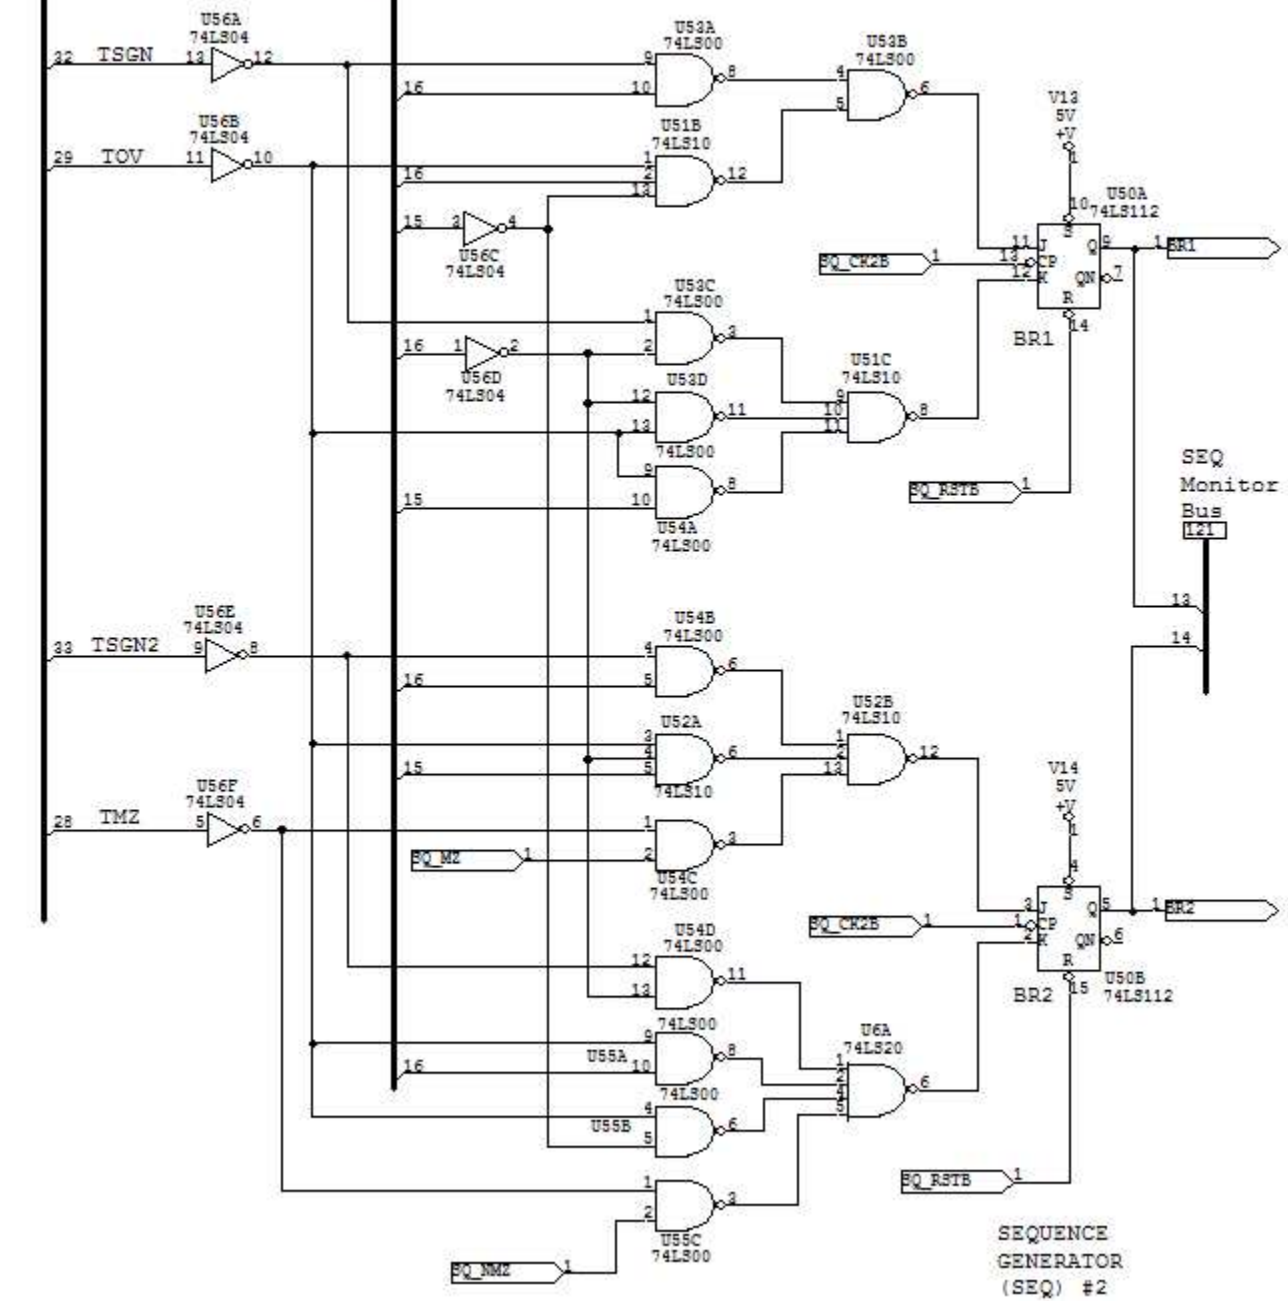 U56A
74LS04
32 TSGN 13 12
16
U53A
74LS00
9
10
8
U53B
74LS00
4
5
6
U56B
74LS04
29 TOV 11 10
16
U51B
74LS10
1
2
13
12
15 3 4
U56C
74LS04
V13
5V
+V
1
10
U50A
74LS112
SQ_CK2B 1
11 J
13 CP
12 K
S
Q 9
QN 7
R
14
BR1
1 BR1
U53C
74LS00
1
2
3
16 1 2
U56D
74LS04
U53D
12
13
11
74LS00
9
10
8
U54A
74LS00
15
U51C
74LS10
9
10
11
8
SQ_RSTB 1
SEQ
Monitor
Bus
121
13
14
U56E
74LS04
33 TSGN2 9 8
16
U54B
74LS00
4
5
6
U52A
3
4
5
6
74LS10
15
U52B
74LS10
1
2
13
12
U56F
74LS04
28 TMZ 5 6
SQ_MZ 1
1
2
3
U54C
74LS00
V14
5V
+V
1
4
SQ_CK2B 1
3 J
1 CP
2 K
S
Q 5
QN 6
R
15
BR2
1 BR2
U50B
74LS112
U54D
74LS00
12
13
11
74LS00
U55A
9
10
8
16
74LS00
U55B
4
5
6
U6A
74LS20
1
2
4
5
6
SQ_RSTB 1
1
2
3
U55C
74LS00
SQ_NMZ 1
SEQUENCE
GENERATOR
(SEQ) #2